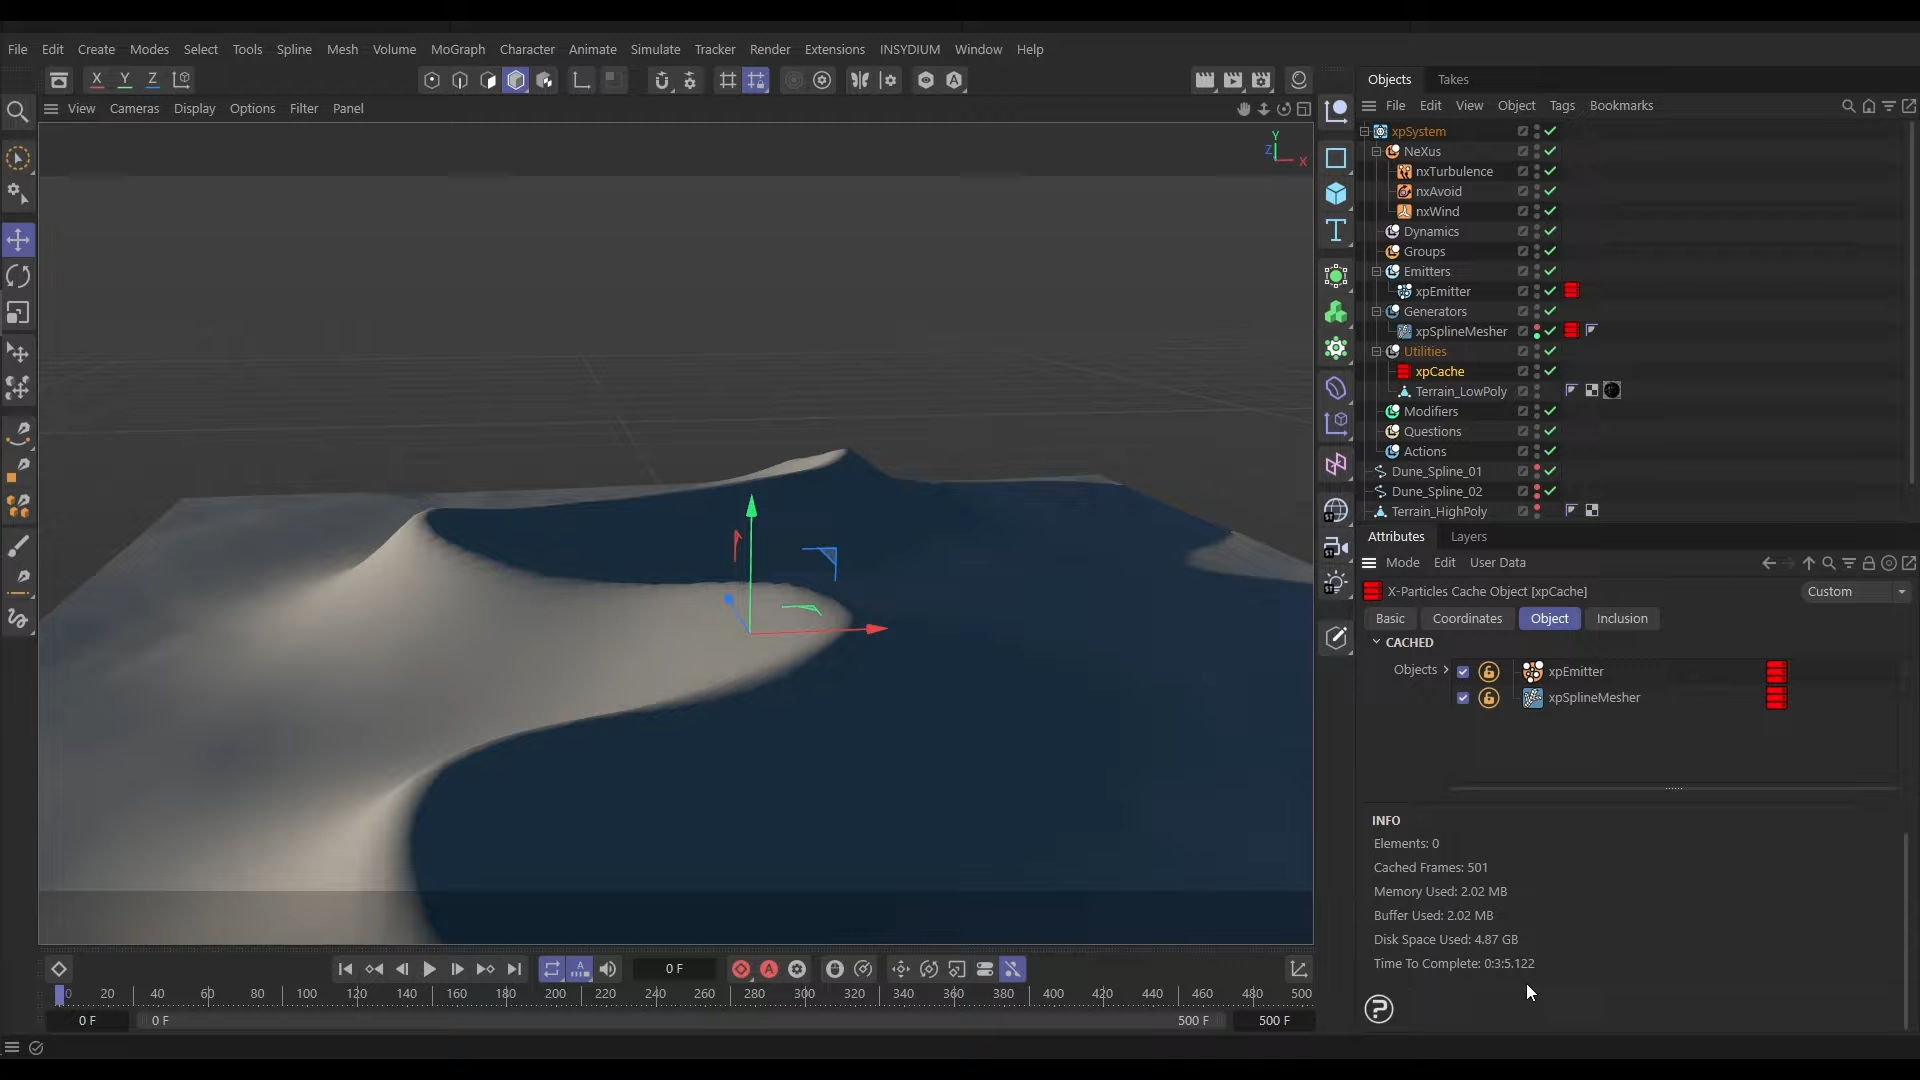 File Edit Create Modes Select Tools Spline Mesh Volume MoGraph Character Animate Simulate Tracker Render Extensions INSYDIUM Window Help
X Y Z
View Cameras Display Options Filter Panel
Y
Z X
Objects Takes
File Edit View Object Tags Bookmarks
xpSystem
NeXus
nxTurbulence
nxAvoid
nxWind
Dynamics
Groups
Emitters
xpEmitter
Generators
xpSplineMesher
Utilities
xpCache
Terrain_LowPoly
Modifiers
Questions
Actions
Dune_Spline_01
Dune_Spline_02
Terrain_HighPoly
Attributes Layers
Mode Edit User Data
X-Particles Cache Object [xpCache] Custom
Basic Coordinates Object Inclusion
CACHED
Objects xpEmitter
xpSplineMesher
INFO
Elements: 0
Cached Frames: 501
Memory Used: 2.02 MB
Buffer Used: 2.02 MB
Disk Space Used: 4.87 GB
Time To Complete: 0:3:5.122
0 F
0 20 40 60 80 100 120 140 160 180 200 220 240 260 280 300 320 340 360 380 400 420 440 460 480 500
0 F 0 F 500 F 500 F